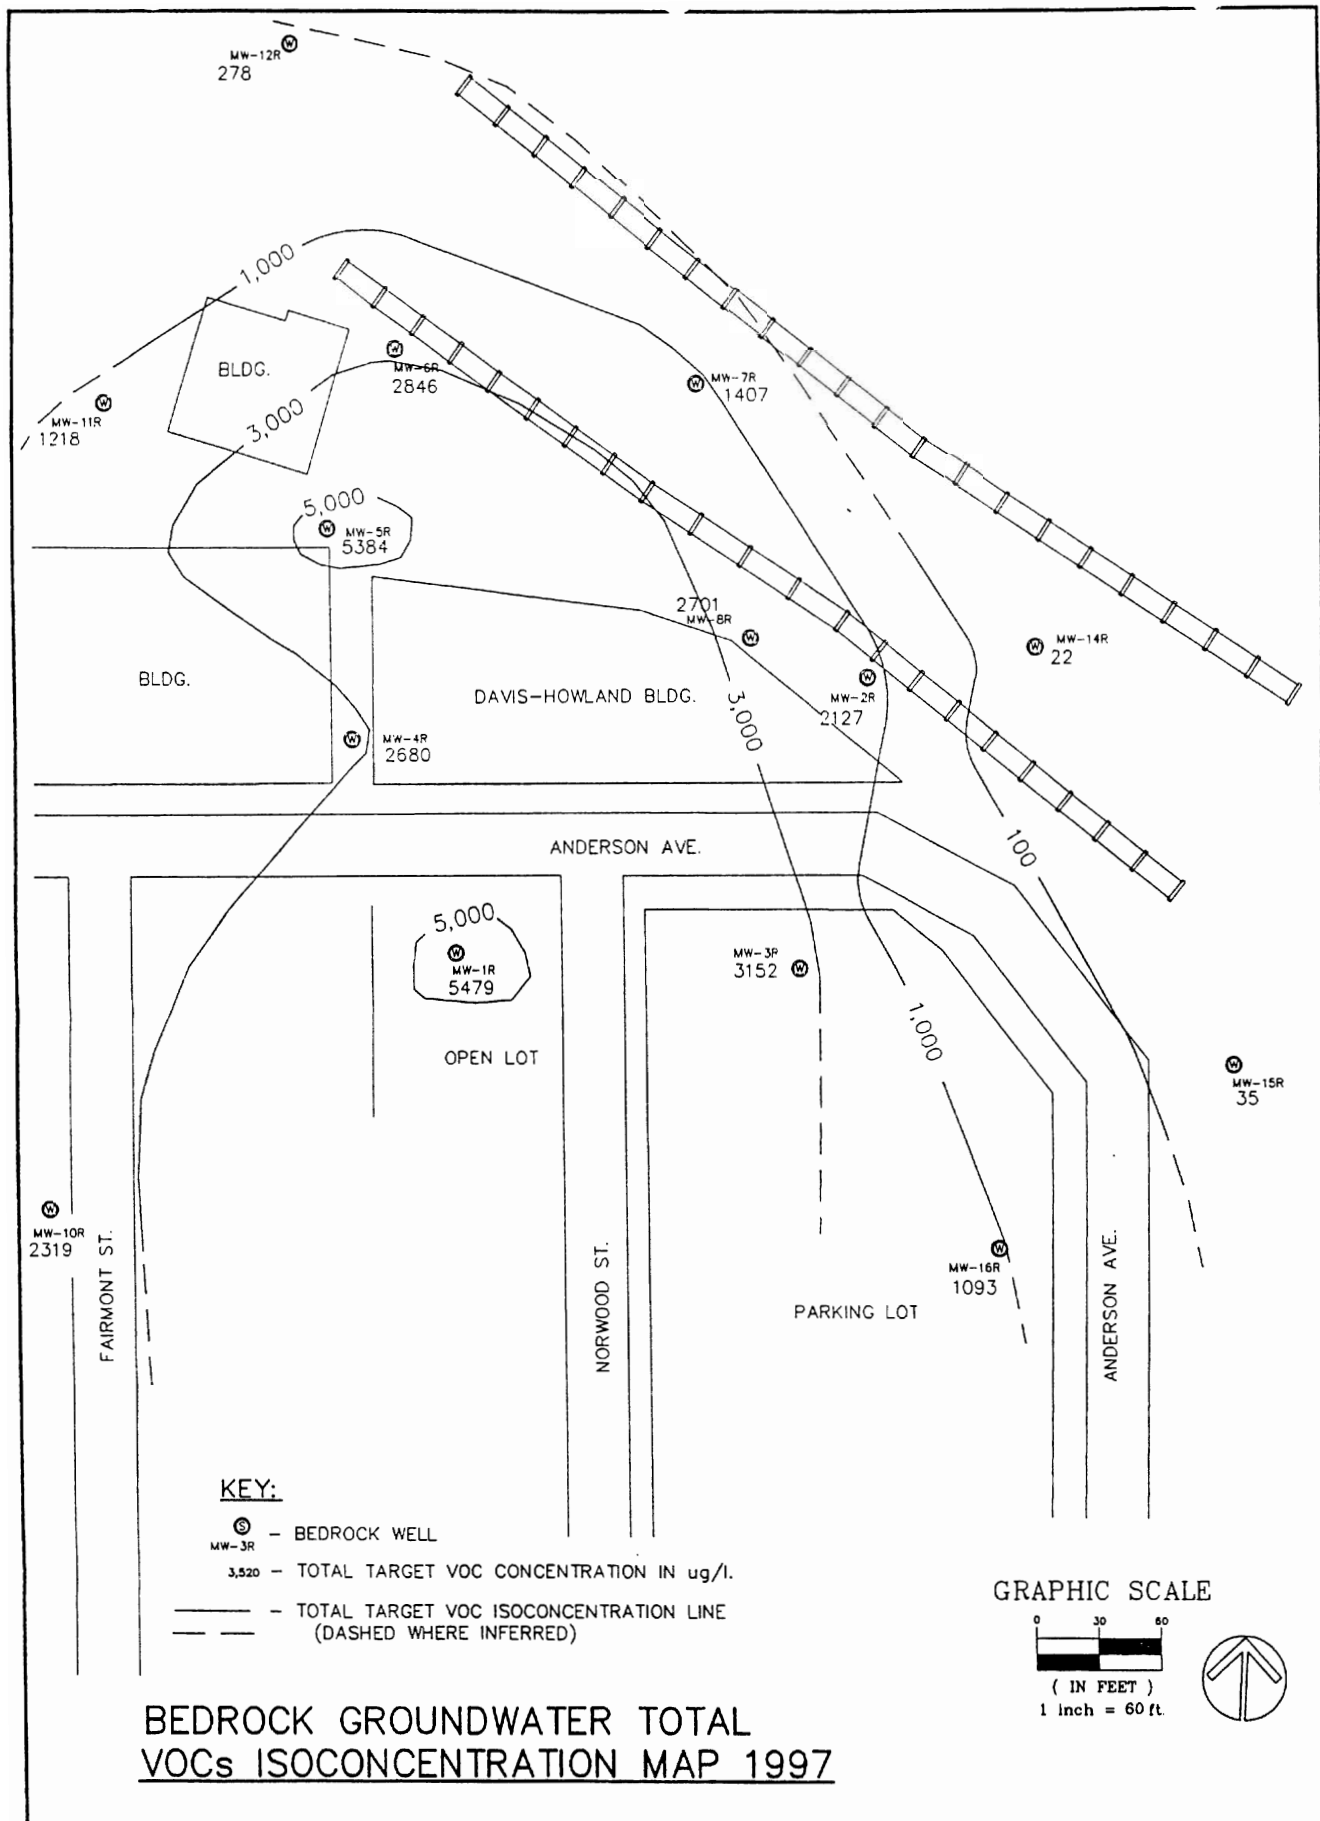 MW-12R
278
1,000
BLDG.
MW-6R
2846
MW-7R
1407
MW-11R
1218
3,000
5,000
MW-5R
5384
2701
MW-8R
MW-14R
22
BLDG.
DAVIS-HOWLAND BLDG.
MW-2R
2127
3,000
MW-4R
2680
ANDERSON AVE.
100
5,000
MW-1R
5479
MW-3R
3152
1,000
OPEN LOT
MW-15R
35
MW-10R
2319
FAIRMONT ST.
NORWOOD ST.
MW-16R
1093
PARKING LOT
ANDERSON AVE.
KEY:
S
MW-3R
- BEDROCK WELL
3,520 - TOTAL TARGET VOC CONCENTRATION IN ug/l.
- TOTAL TARGET VOC ISOCONCENTRATION LINE
(DASHED WHERE INFERRED)
GRAPHIC SCALE
0 30 60
( IN FEET )
1 inch = 60 ft.
BEDROCK GROUNDWATER TOTAL
VOCs ISOCONCENTRATION MAP 1997